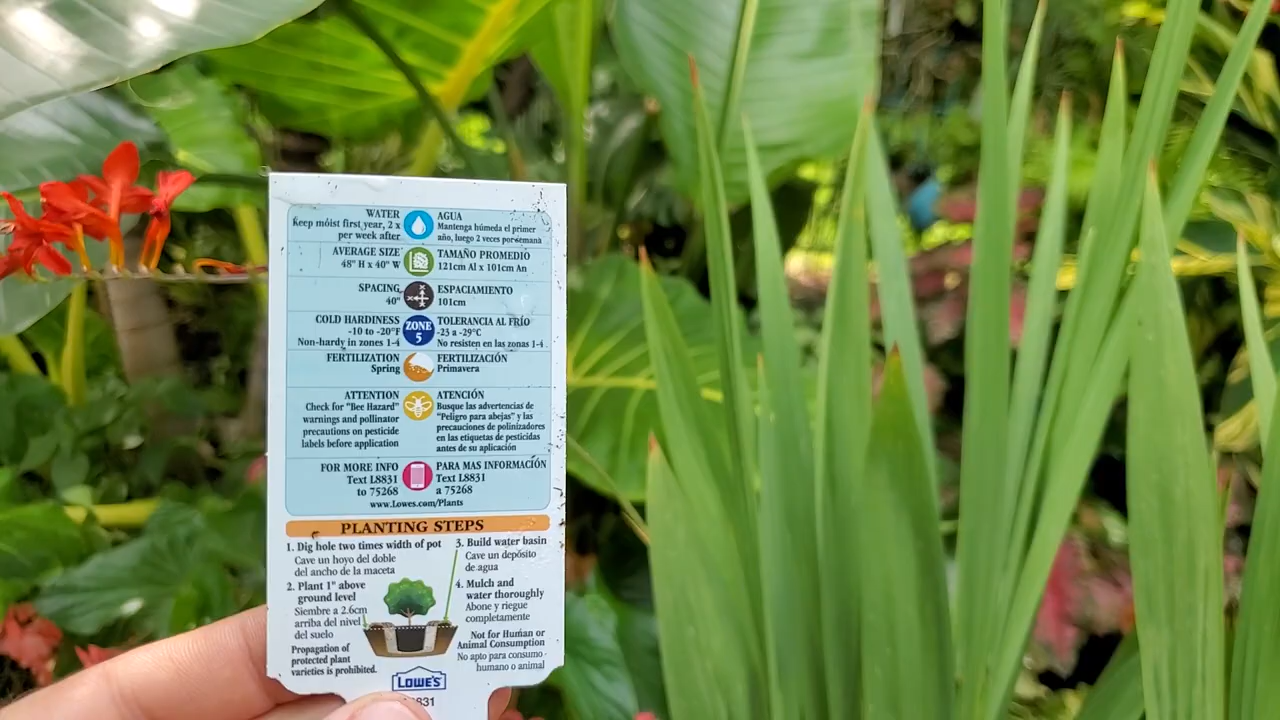 WATER
Keep moist first year, 2 x
per week after
AGUA
Mantenga húmeda el primer
año, luego 2 veces por semana
AVERAGE SIZE
48" H x 40" W
TAMAÑO PROMEDIO
121cm Al x 101cm An
SPACING
40"
ESPACIAMIENTO
101cm
COLD HARDINESS
-10 to -20°F
Non-hardy in zones 1-4
ZONE
5
TOLERANCIA AL FRÍO
-23 a -29°C
No resisten en las zonas 1-4
FERTILIZATION
Spring
FERTILIZACIÓN
Primavera
ATTENTION
Check for "Bee Hazard"
warnings and pollinator
precautions on pesticide
labels before application
ATENCIÓN
Busque las advertencias de
"Peligro para abejas" y las
precauciones de polinizadores
en las etiquetas de pesticidas
antes de su aplicación
FOR MORE INFO
Text L8831
to 75268
PARA MAS INFORMACIÓN
Text L8831
a 75268
www.Lowes.com/Plants
PLANTING STEPS
1. Dig hole two times width of pot
Cave un hoyo del doble
del ancho de la maceta
2. Plant 1" above
ground level
Siembre a 2.6cm
arriba del nivel
del suelo
Propagation of
protected plant
varieties is prohibited.
3. Build water basin
Cave un depósito
de agua
4. Mulch and
water thoroughly
Abone y riegue
completamente
Not for Human or
Animal Consumption
No apto para consumo
humano o animal
LOWE'S
831